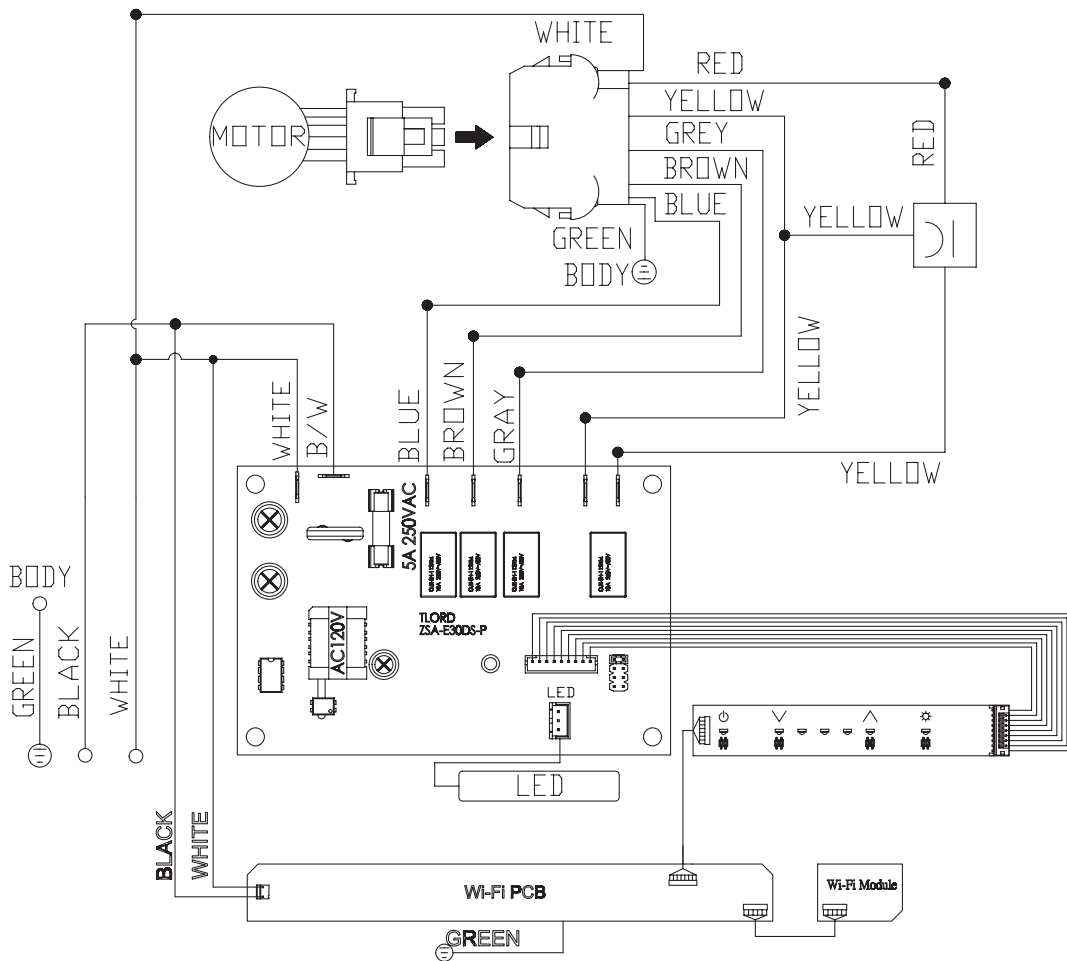 WHITE
RED
YELLOW
GREY
BROWN
BLUE
MOTOR
RED
YELLOW
GREEN
BODY
WHITE
B/W
BLUE
BROWN
GRAY
YELLOW
YELLOW
5A 250VAC
TLORD
ZSA-E30DS-P
AC120V
BODY
GREEN
BLACK
WHITE
LED
LED
BLACK
WHITE
Wi-Fi PCB
Wi-Fi Module
GREEN